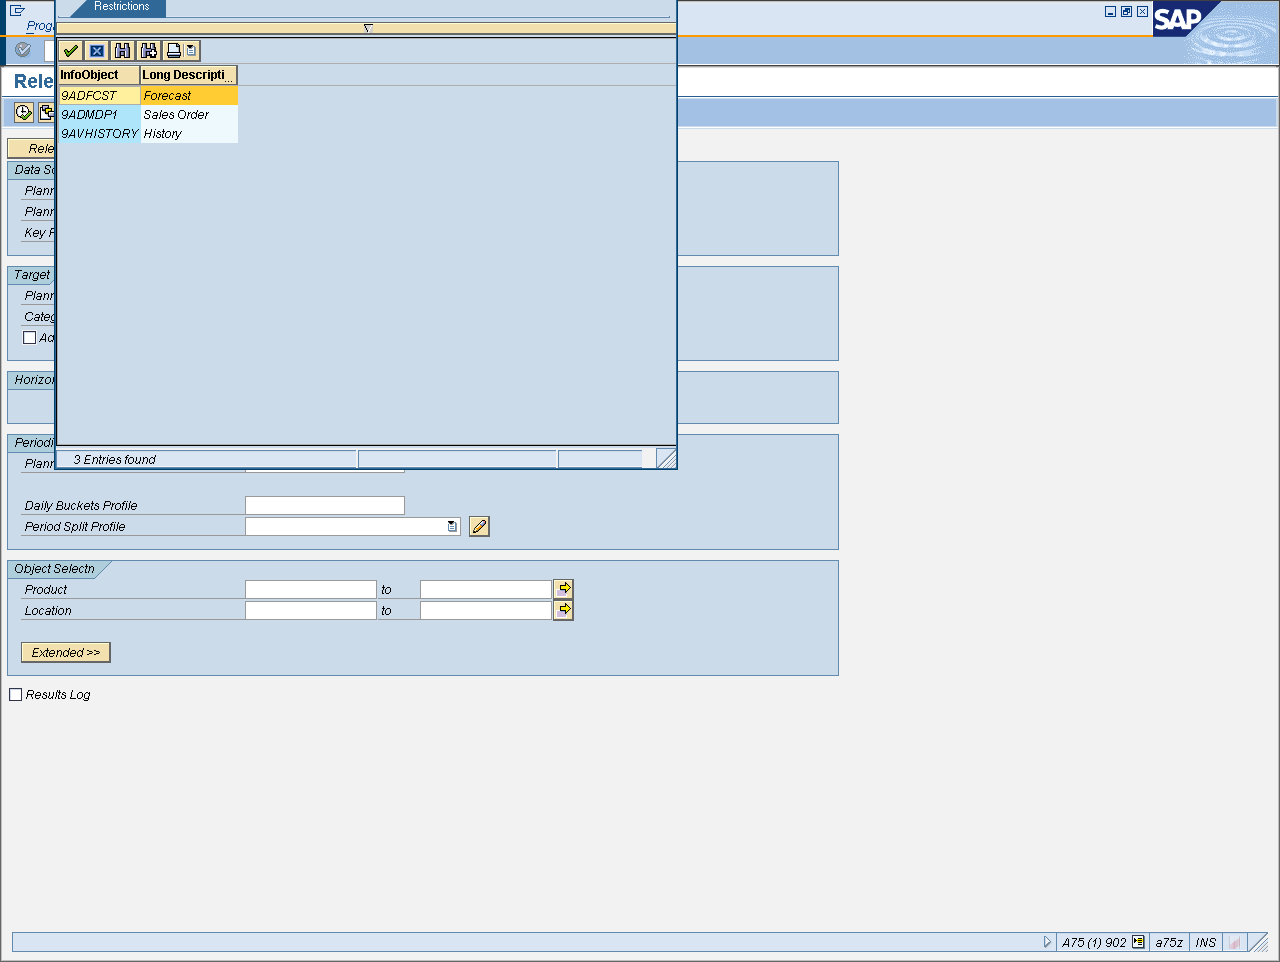 Restrictions
Prog
SAP
InfoObject Long Descripti...
Rele
9ADFCST Forecast
9ADMDP1 Sales Order
9AVHISTORY History
Rele
Data So
Plann
Plann
Key F
Target
Plann
Categ
Ad
Horizon
Periodi
Plann
3 Entries found
Daily Buckets Profile
Period Split Profile
Object Selectn
Product to
Location to
Extended >>
Results Log
A75 (1) 902 a75z INS